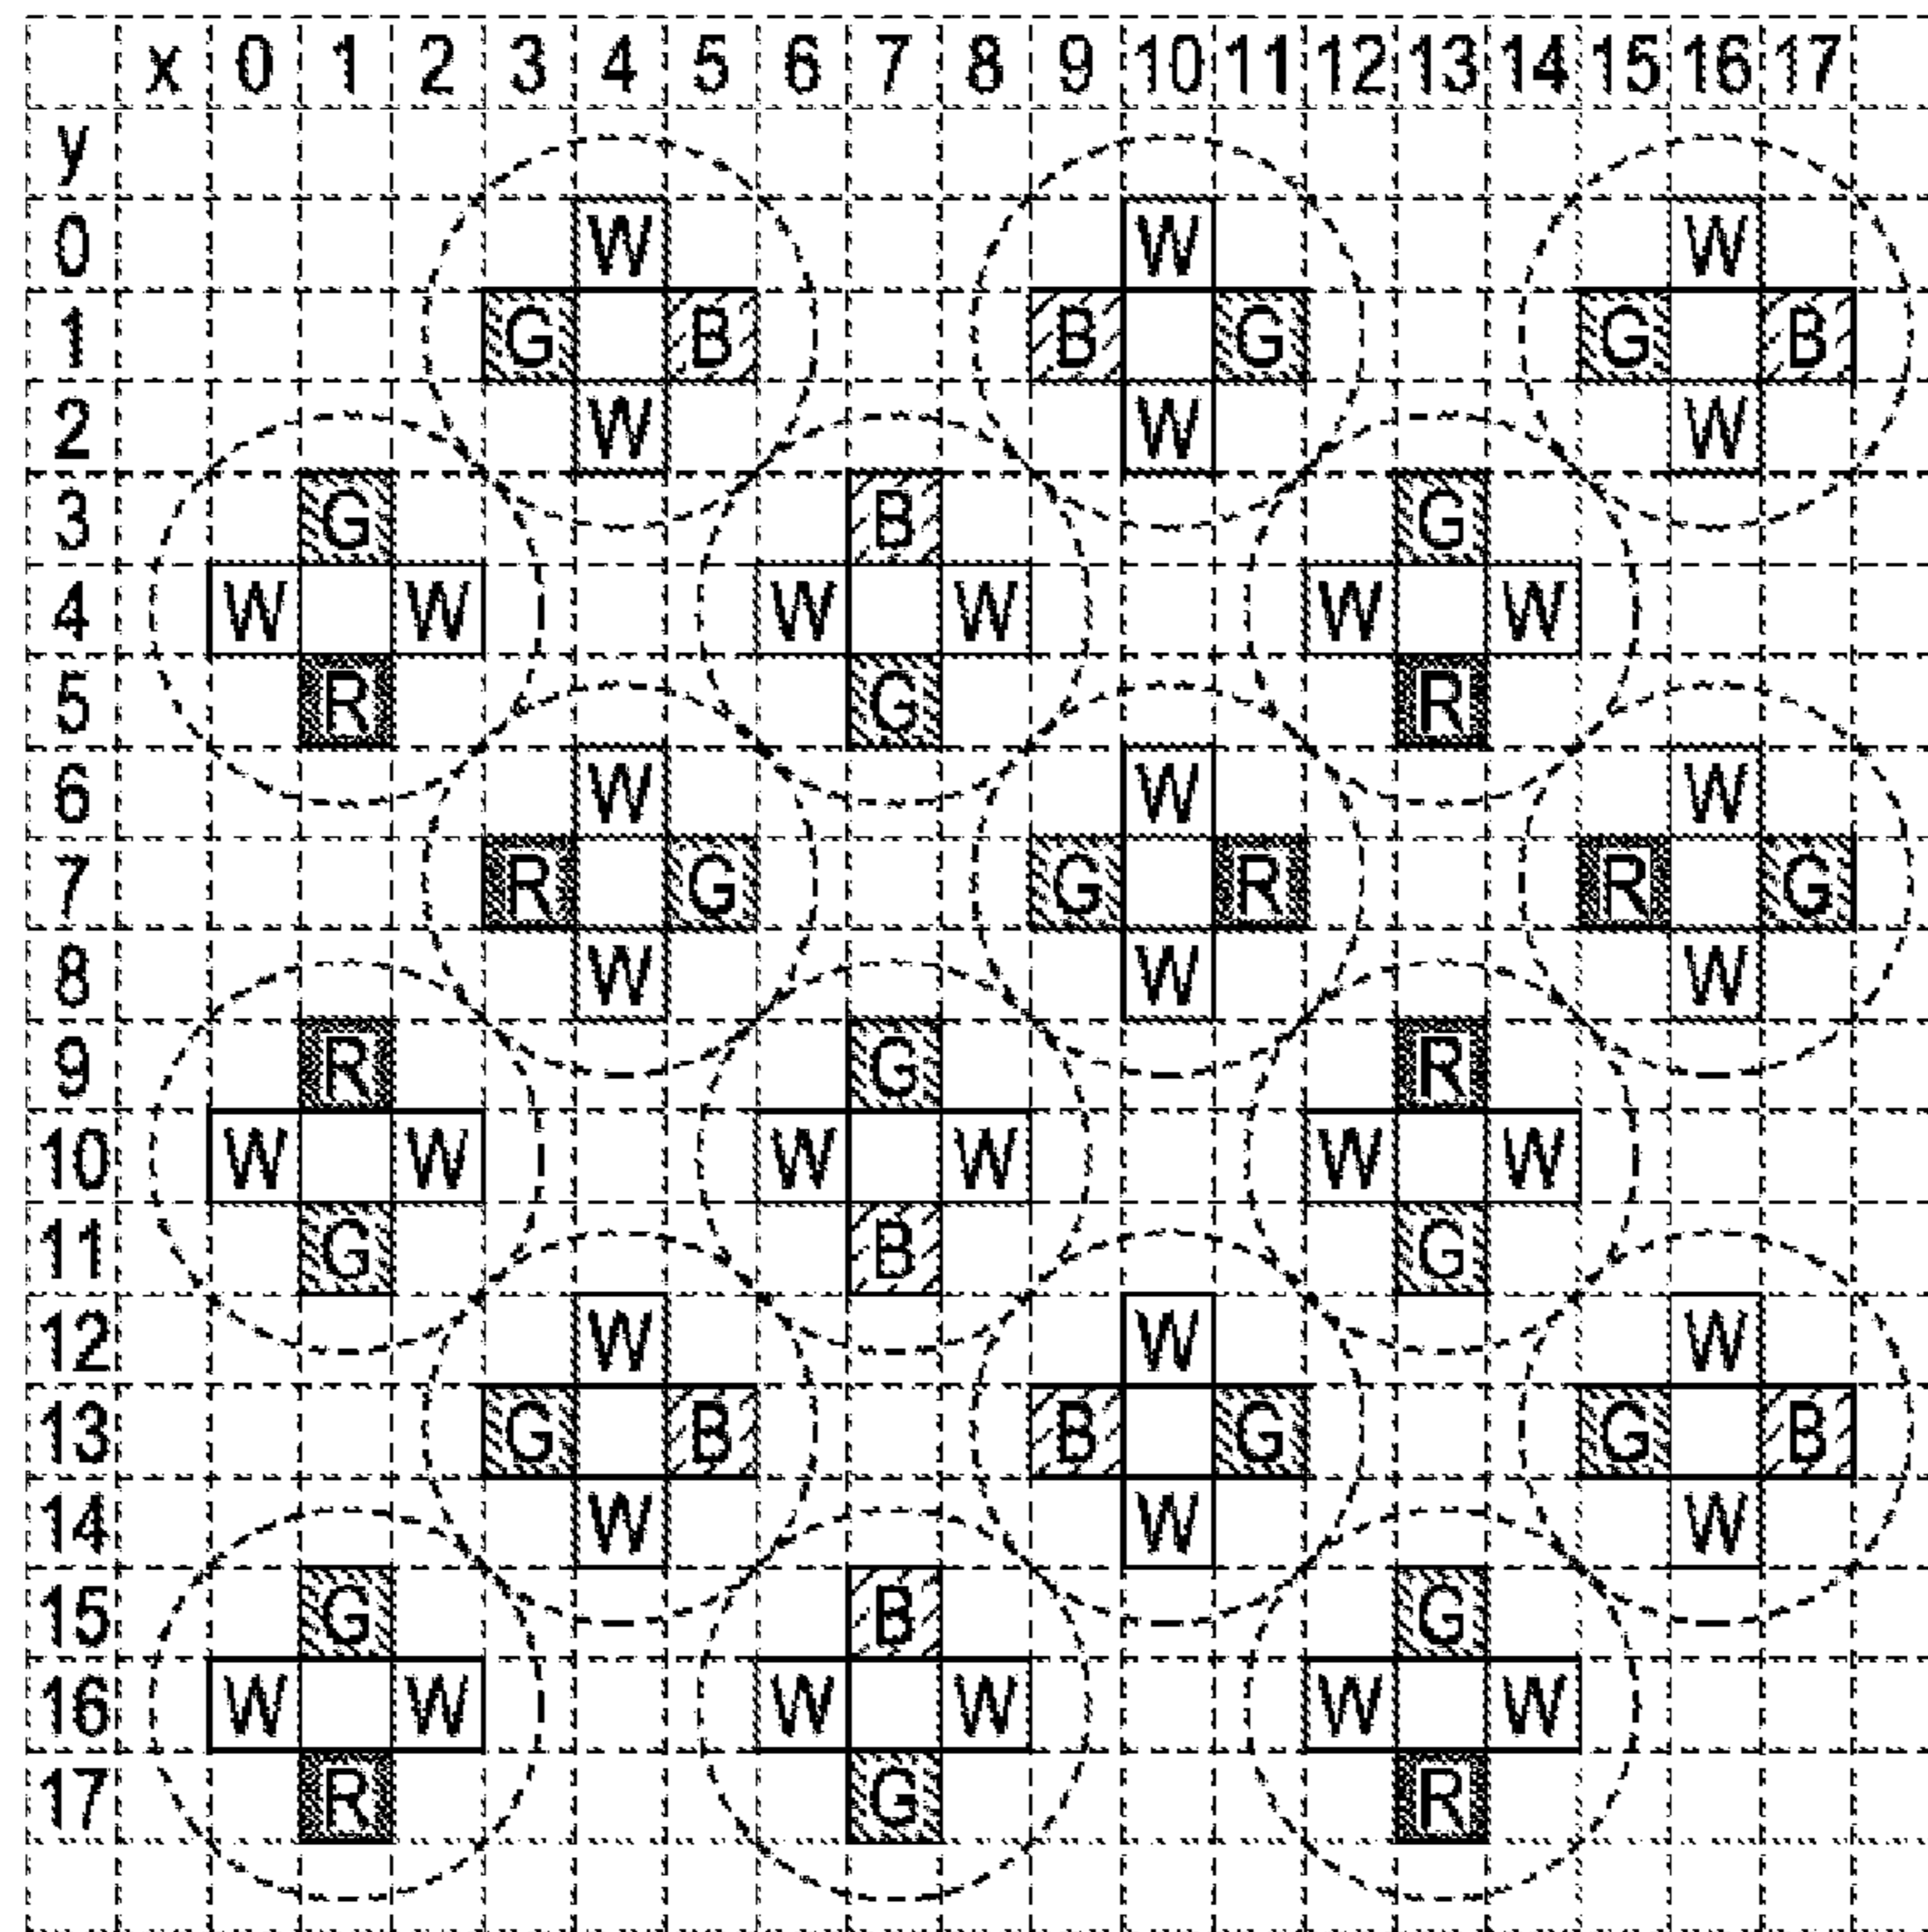 x 0 1 2 3 4 5 6 7 8 9 10 11 12 13 14 15 16 17
y
0 W W W
1 G B B G G B
2 W W W
3 G B G
4 W W W W W W
5 R G R
6 W W W
7 R G G R R G
8 W W W
9 R G R
10 W W W W W W
11 G B G
12 W W W
13 G B B G G B
14 W W W
15 G B G
16 W W W W W W
17 R G R